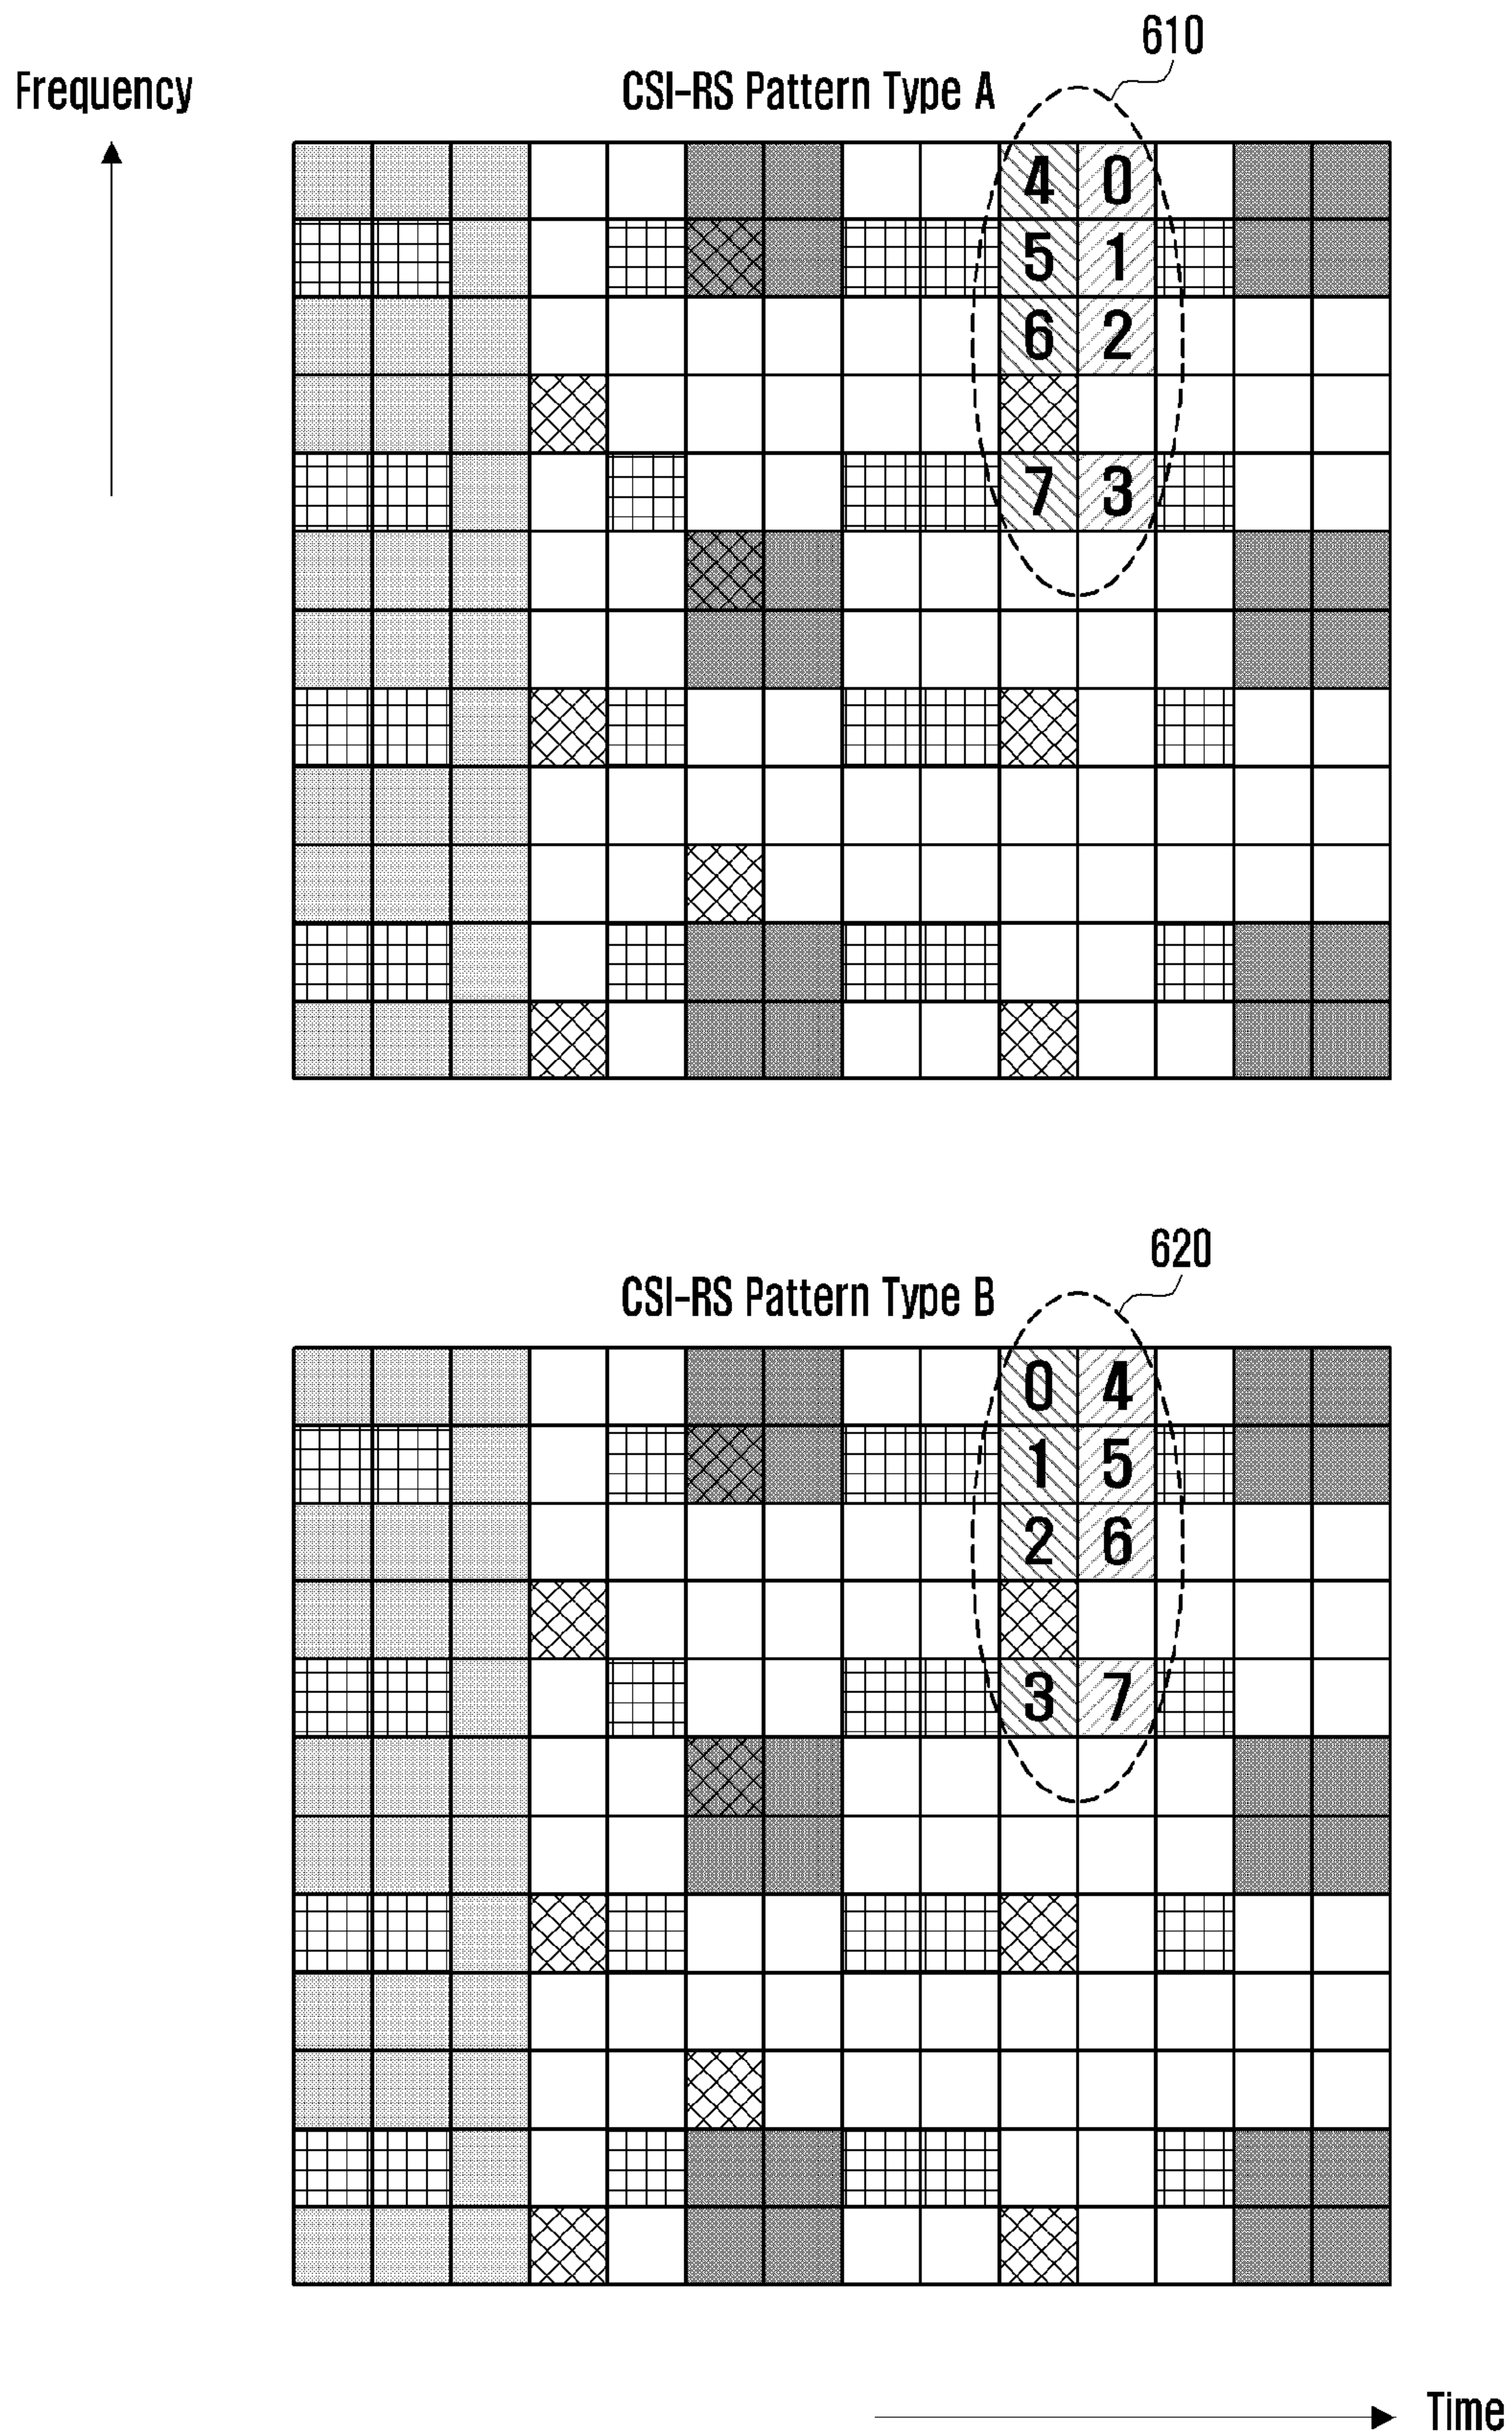 610
Frequency
CSI-RS Pattern Type A
4 0
5 1
6 2
7 3
620
CSI-RS Pattern Type B
0 4
1 5
2 6
3 7
Time